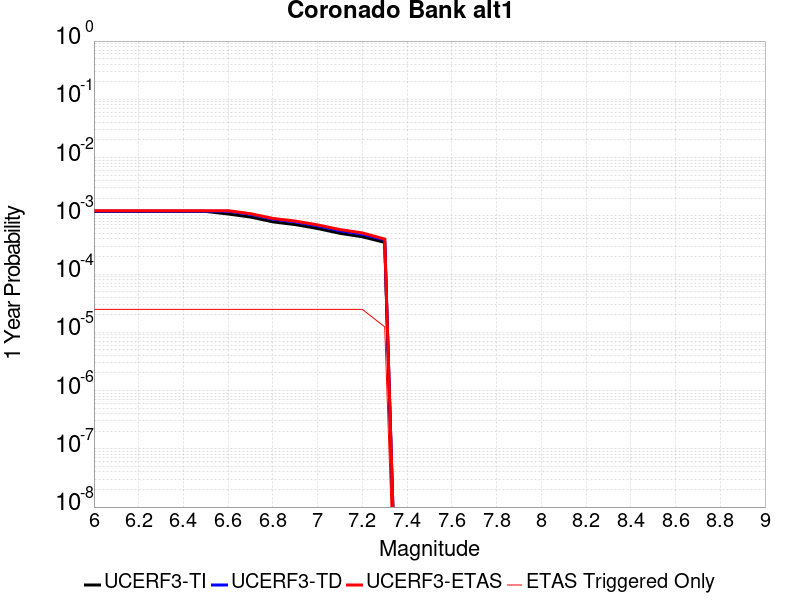 Coronado Bank alt1
1 Year Probability
10^0
10^-1
10^-2
10^-3
10^-4
10^-5
10^-6
10^-7
10^-8
6 6.2 6.4 6.6 6.8 7 7.2 7.4 7.6 7.8 8 8.2 8.4 8.6 8.8 9
Magnitude
UCERF3-TI UCERF3-TD UCERF3-ETAS ETAS Triggered Only